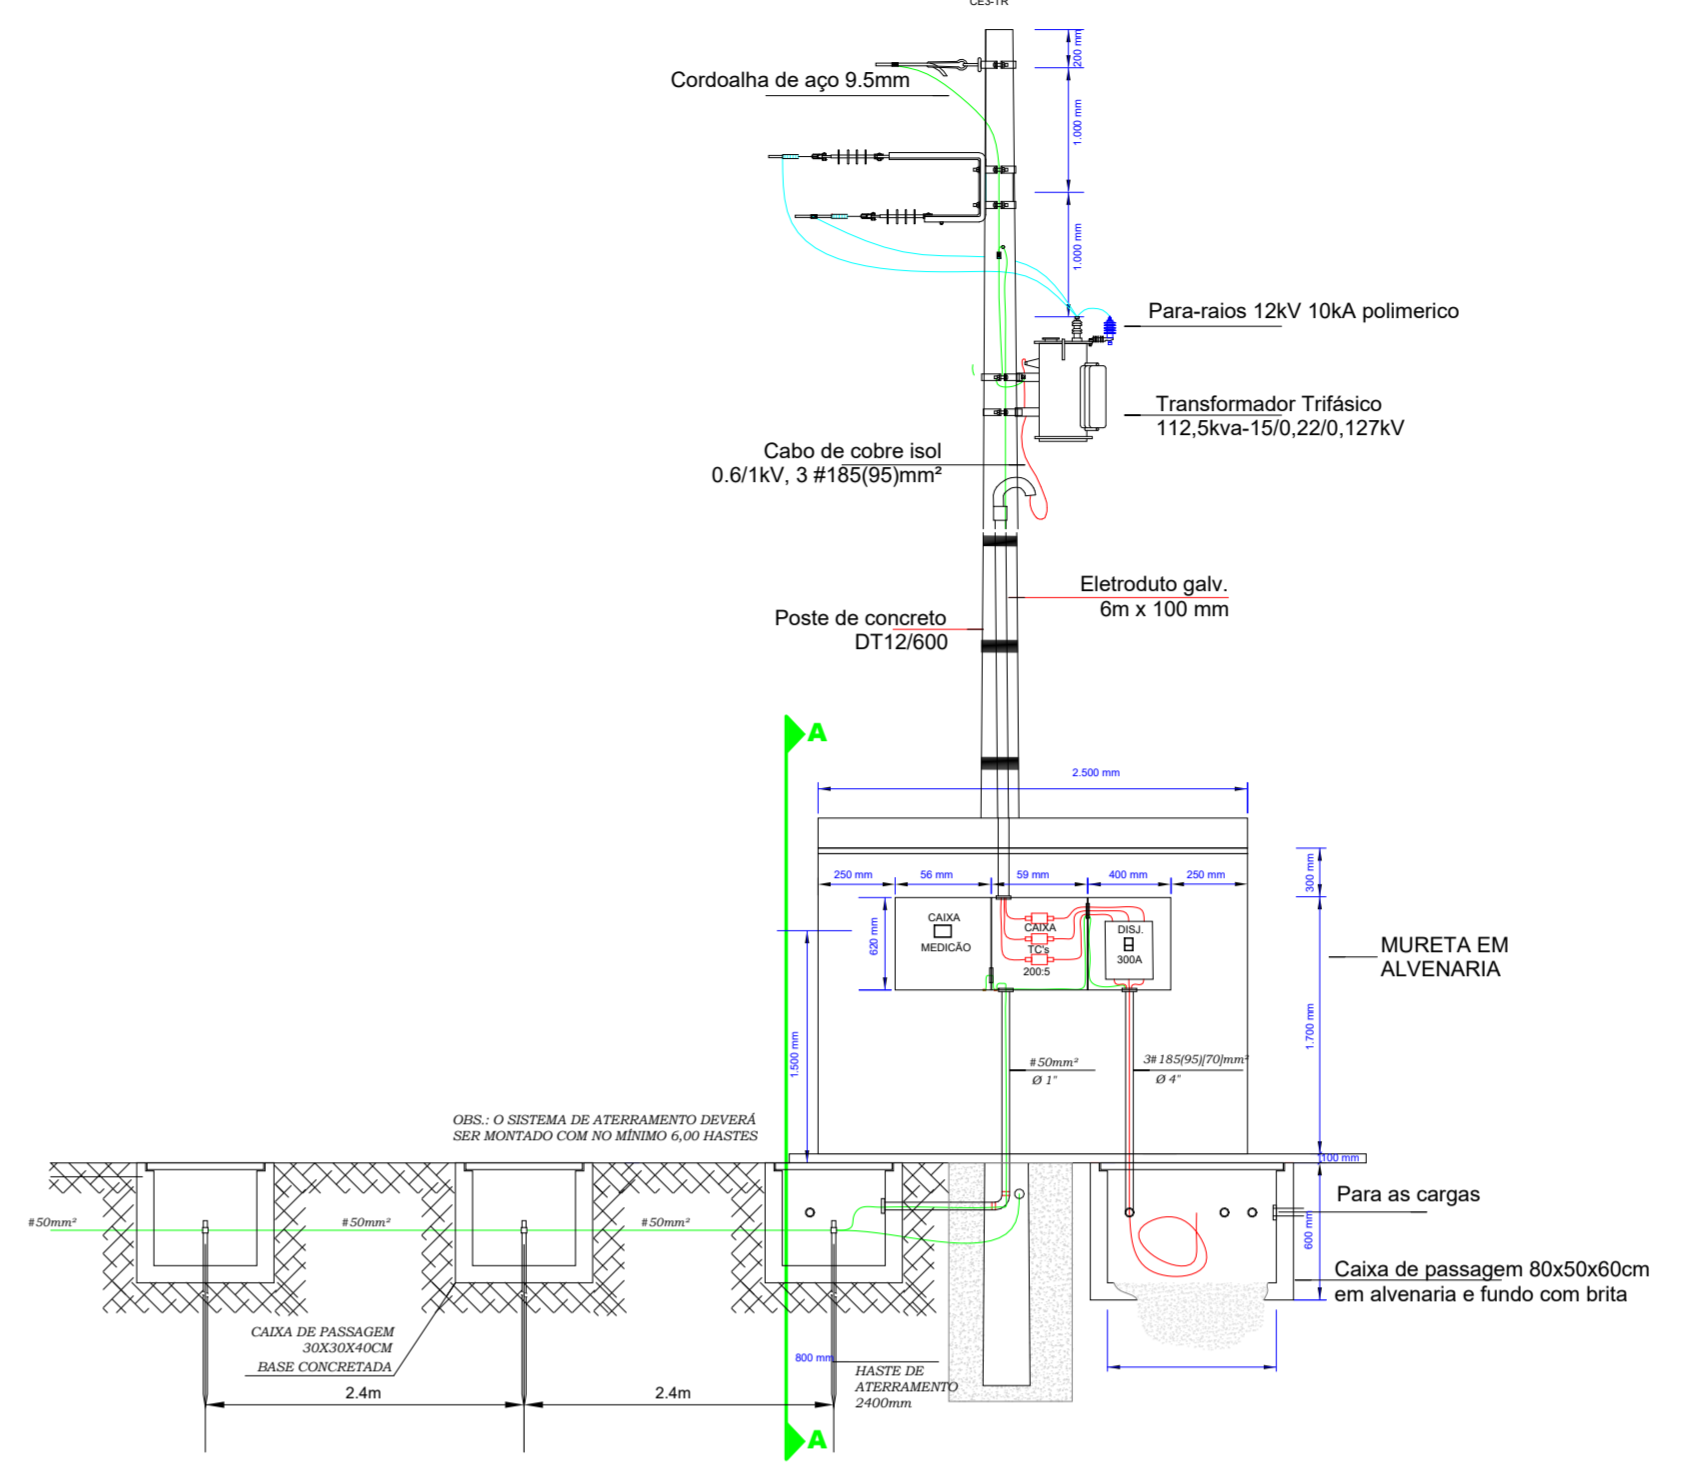 CE3-TR
200 mm
Cordoalha de aço 9.5mm
1.000 mm
1.000 mm
Para-raios 12kV 10kA polimerico
Transformador Trifásico
112,5kva-15/0,22/0,127kV
Cabo de cobre isol
0.6/1kV, 3 #185(95)mm²
Eletroduto galv.
6m x 100 mm
Poste de concreto
DT12/600
A
2.500 mm
250 mm
56 mm
59 mm
400 mm
250 mm
300 mm
620 mm
CAIXA
MEDICÃO
CAIXA
TC's
200:5
DISJ.
300A
MURETA EM
ALVENARIA
1.500 mm
1.700 mm
#50mm²
Ø 1"
3#185(95)[70]mm²
Ø 4"
OBS.: O SISTEMA DE ATERRAMENTO DEVERÁ
SER MONTADO COM NO MÍNIMO 6,00 HASTES
100 mm
#50mm²
#50mm²
#50mm²
Para as cargas
600 mm
Caixa de passagem 80x50x60cm
em alvenaria e fundo com brita
CAIXA DE PASSAGEM
30X30X40CM
BASE CONCRETADA
800 mm
HASTE DE
ATERRAMENTO
2400mm
2.4m
2.4m
A